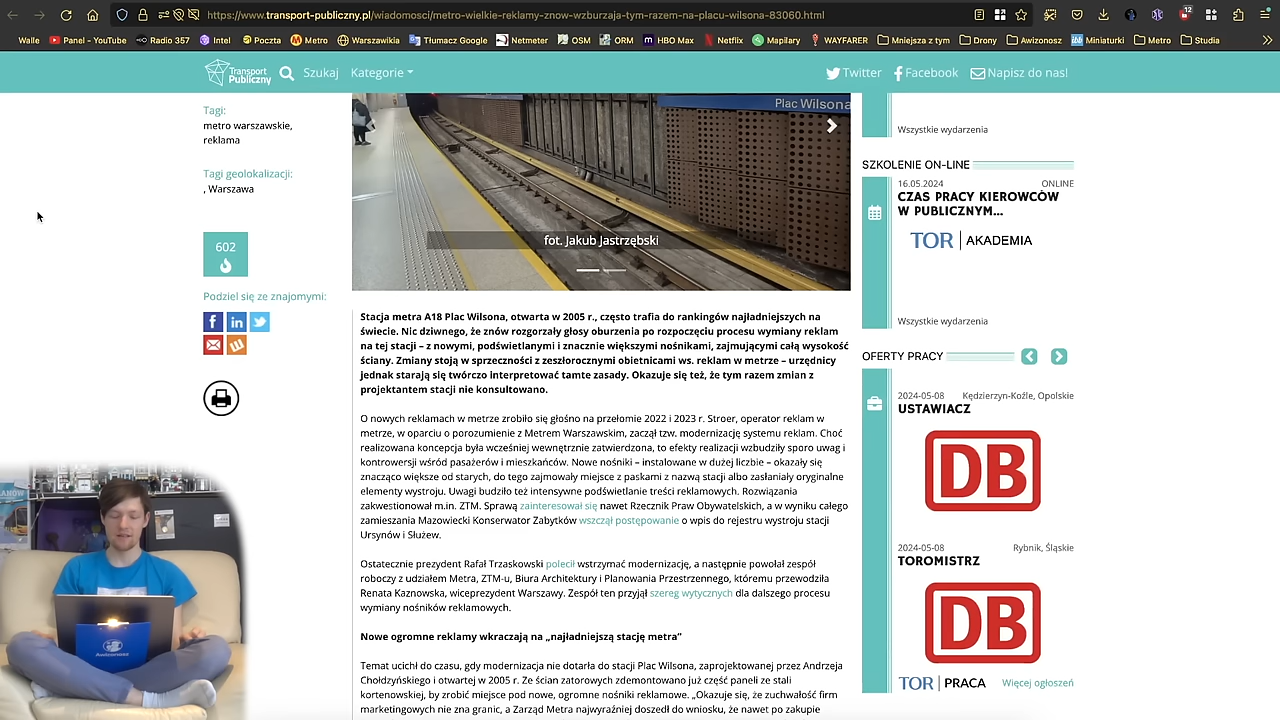 https://www.transport-publiczny.pl/wiadomosci/metro-wielkie-reklamy-znow-wzburzaja-tym-razem-na-placu-wilsona-83060.html
12
Walle
Panel - YouTube
Radio 357
Intel
Poczta
Metro
Warszawikia
Tłumacz Google
Netmeter
OSM
ORM
HBO Max
Netflix
Mapilary
WAYFARER
Mniejsza z tym
Drony
Awizonosz
Miniaturki
Metro
Studia
Transport
Publiczny
Szukaj
Kategorie
Twitter
Facebook
Napisz do nas!
Tagi:
metro warszawskie,
reklama
Tagi geolokalizacji:
, Warszawa
602
Podziel się ze znajomymi:
Plac Wilsona
fot. Jakub Jastrzębski
Stacja metra A18 Plac Wilsona, otwarta w 2005 r., często trafia do rankingów najładniejszych na
świecie. Nic dziwnego, że znów rozgorzały głosy oburzenia po rozpoczęciu procesu wymiany reklam
na tej stacji – z nowymi, podświetlanymi i znacznie większymi nośnikami, zajmującymi całą wysokość
ściany. Zmiany stoją w sprzeczności z zeszłorocznymi obietnicami ws. reklam w metrze – urzędnicy
jednak starają się twórczo interpretować tamte zasady. Okazuje się też, że tym razem zmian z
projektantem stacji nie konsultowano.
O nowych reklamach w metrze zrobiło się głośno na przełomie 2022 i 2023 r. Stroer, operator reklam w
metrze, w oparciu o porozumienie z Metrem Warszawskim, zaczął tzw. modernizację systemu reklam. Choć
realizowana koncepcja była wcześniej wewnętrznie zatwierdzona, to efekty realizacji wzbudziły sporo uwag i
kontrowersji wśród pasażerów i mieszkańców. Nowe nośniki – instalowane w dużej liczbie – okazały się
znacząco większe od starych, do tego zajmowały miejsce z paskami z nazwą stacji albo zasłaniały oryginalne
elementy wystroju. Uwagi budziło też intensywne podświetlanie treści reklamowych. Rozwiązania
zakwestionował m.in. ZTM. Sprawą zainteresował się nawet Rzecznik Praw Obywatelskich, a w wyniku całego
zamieszania Mazowiecki Konserwator Zabytków wszczął postępowanie o wpis do rejestru wystroju stacji
Ursynów i Służew.
Ostatecznie prezydent Rafał Trzaskowski polecił wstrzymać modernizację, a następnie powołał zespół
roboczy z udziałem Metra, ZTM-u, Biura Architektury i Planowania Przestrzennego, któremu przewodziła
Renata Kaznowska, wiceprezydent Warszawy. Zespół ten przyjął szereg wytycznych dla dalszego procesu
wymiany nośników reklamowych.
Nowe ogromne reklamy wkraczają na „najładniejszą stację metra”
Temat ucichł do czasu, gdy modernizacja nie dotarła do stacji Plac Wilsona, zaprojektowanej przez Andrzeja
Chołdzyńskiego i otwartej w 2005 r. Ze ścian zatorowych zdemontowano już część paneli ze stali
kortenowskiej, by zrobić miejsce pod nowe, ogromne nośniki reklamowe. „Okazuje się, że zuchwałość firm
marketingowych nie zna granic, a Zarząd Metra najwyraźniej doszedł do wniosku, że nawet po zakupie
Wszystkie wydarzenia
SZKOLENIE ON-LINE
16.05.2024 ONLINE
CZAS PRACY KIEROWCÓW
W PUBLICZNYM...
TOR | AKADEMIA
Wszystkie wydarzenia
OFERTY PRACY
2024-05-08 Kędzierzyn-Koźle, Opolskie
USTAWIACZ
DB
2024-05-08 Rybnik, Śląskie
TOROMISTRZ
DB
TOR | PRACA Więcej ogłoszeń
Awizonosz